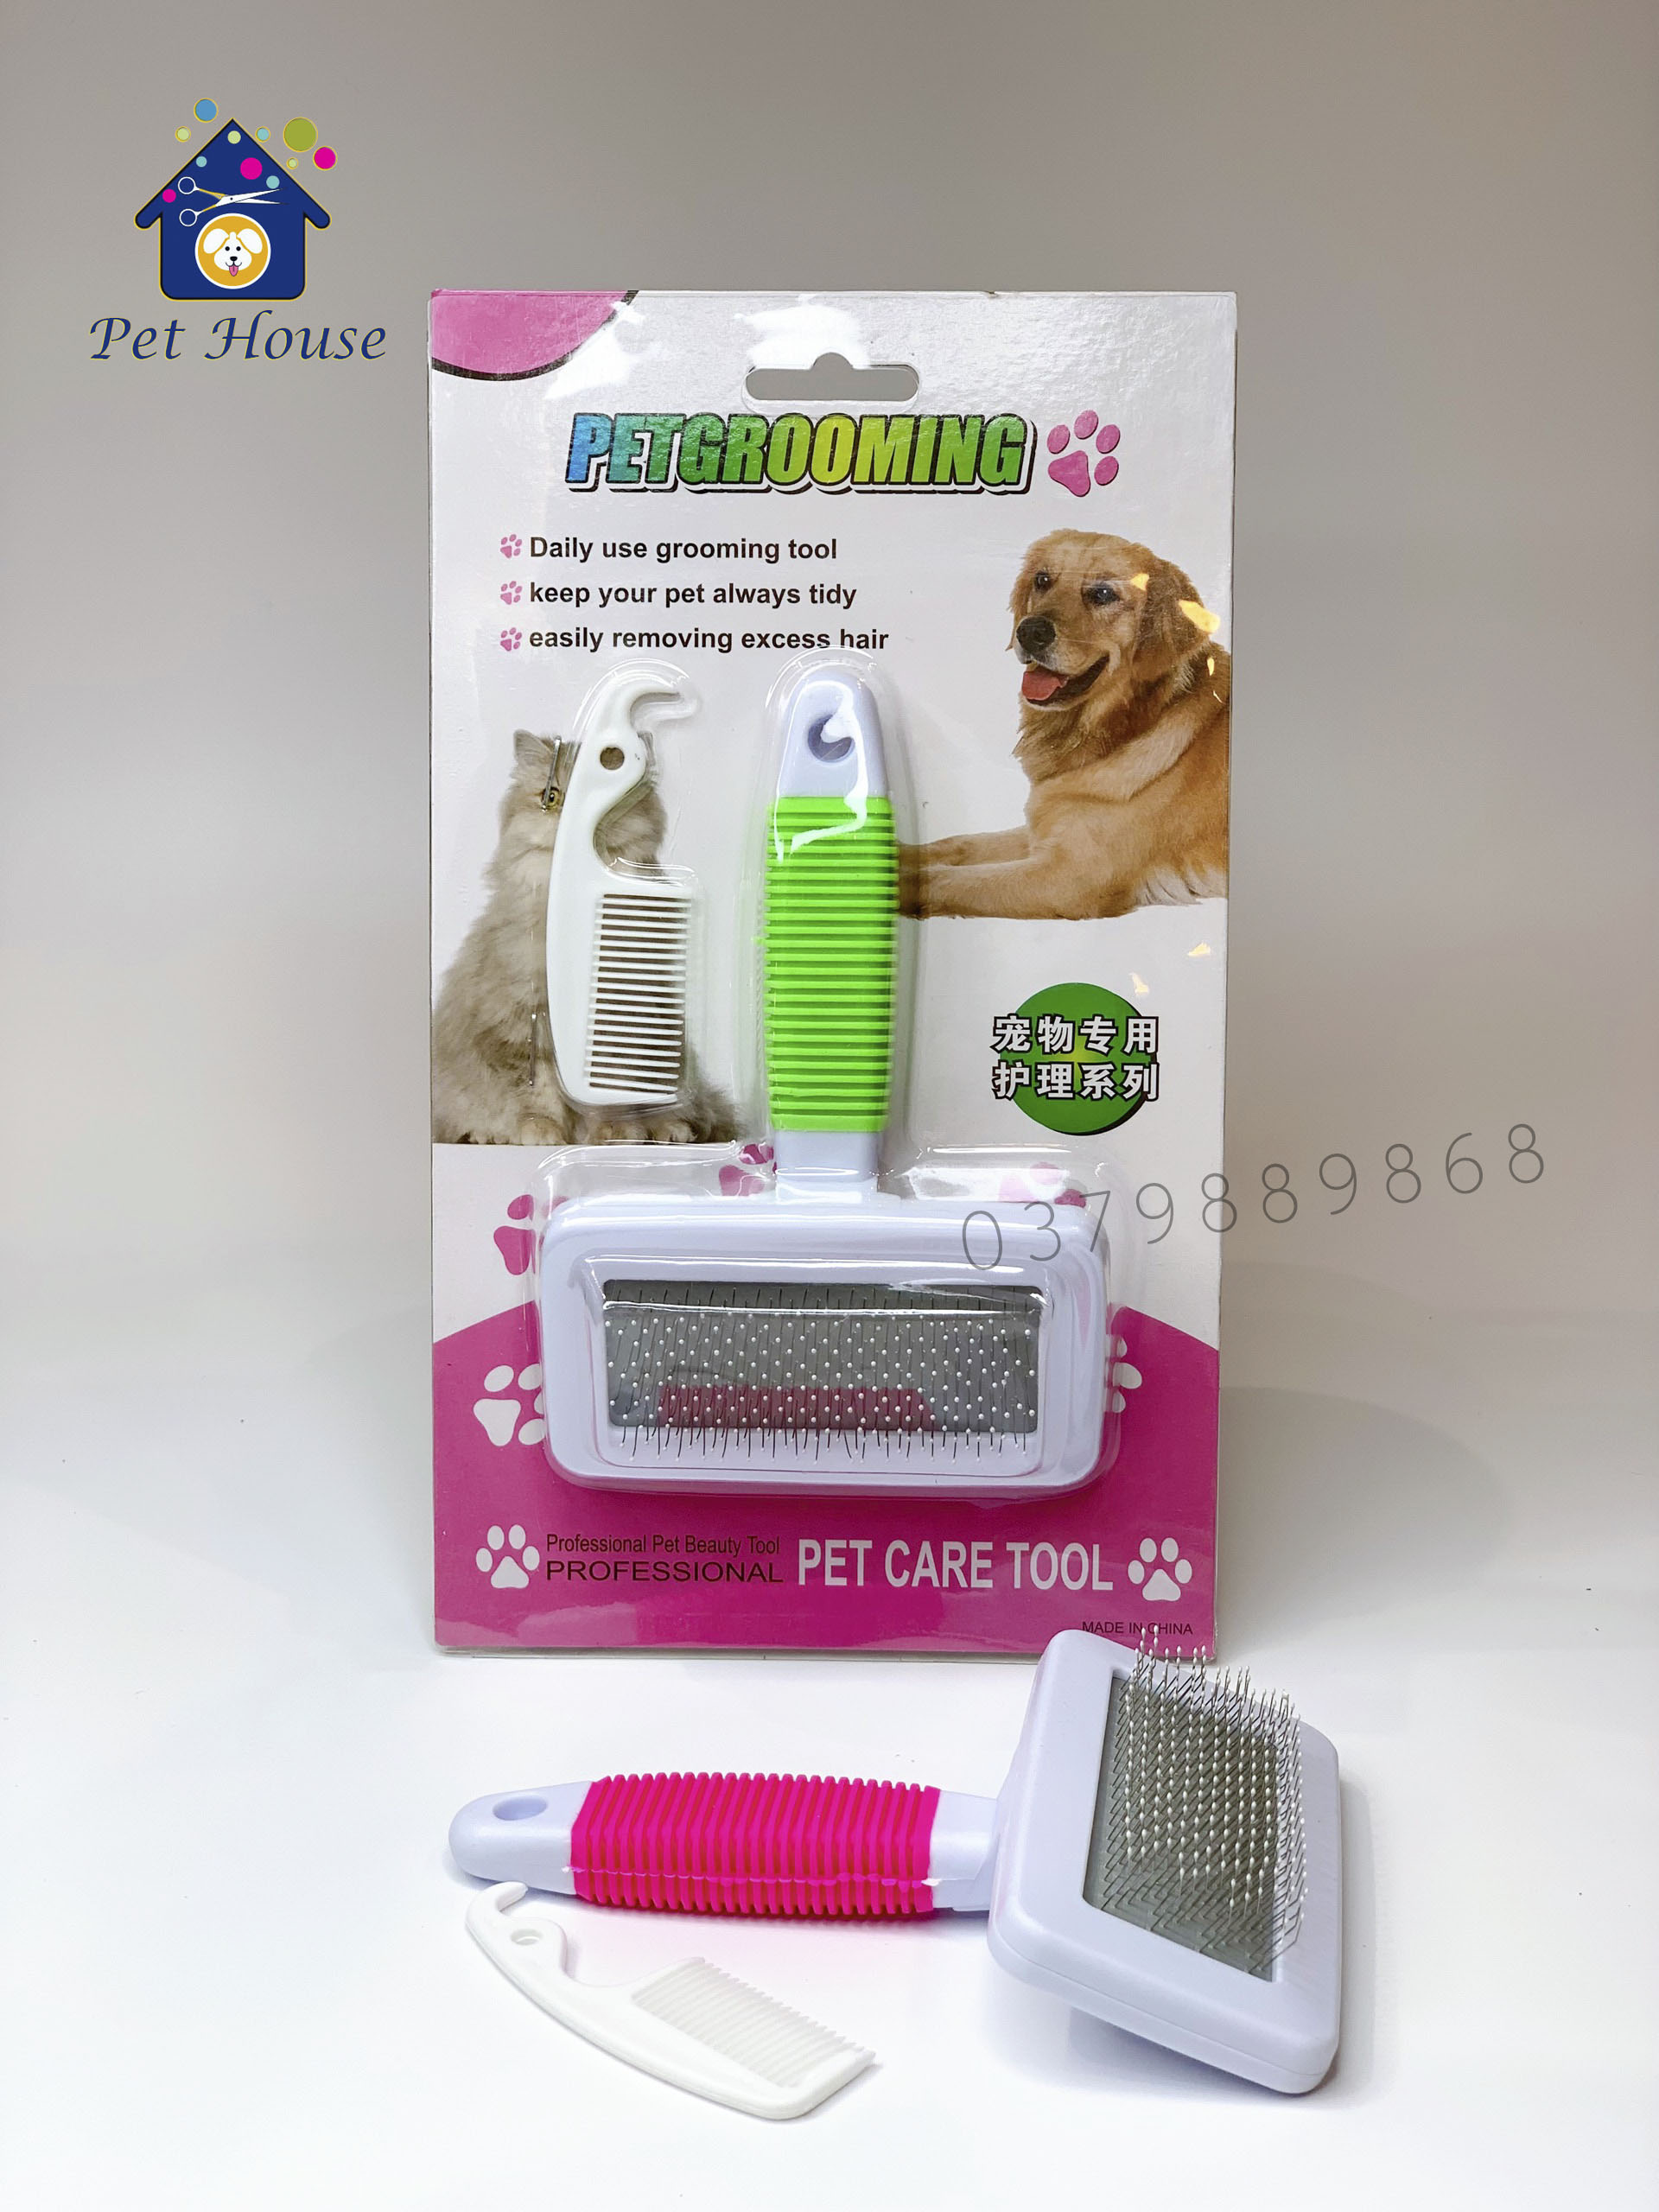 Pet House
PETGROOMING
Daily use grooming tool
keep your pet always tidy
easily removing excess hair
宠物专用
护理系列
0379889868
Professional Pet Beauty Tool
PROFESSIONAL
PET CARE TOOL
MADE IN CHINA